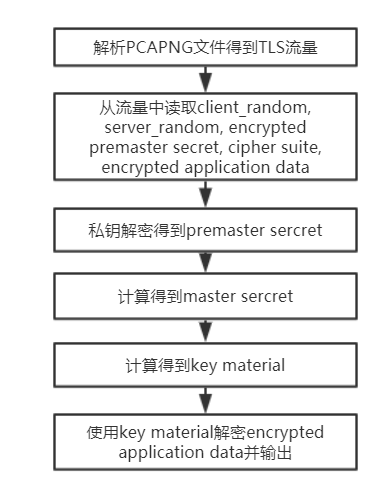 解析PCAPNG文件得到TLS流量
从流量中读取client_random,
server_random, encrypted
premaster secret, cipher suite,
encrypted application data
私钥解密得到premaster sercret
计算得到master sercret
计算得到key material
使用key material解密encrypted
application data并输出